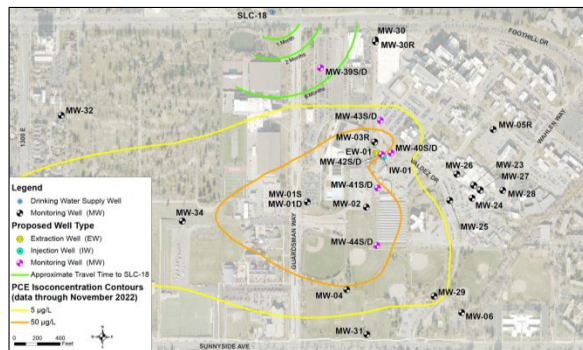 SLC-18
MW-30
MW-30R
FOOTHILL DR
1 Month
2 Months
6 Months
MW-39S/D
1300 E
MW-32
MW-43S/D
MW-05R
WAHLEN WAY
MW-03R
EW-01
MW-40S/D
MW-42S/D
IW-01
VALDEZ DR
MW-26
MW-23
MW-27
MW-28
MW-24
MW-25
MW-41S/D
MW-01S
MW-01D
MW-02
MW-34
GUARDSMAN WAY
MW-44S/D
MW-04
MW-29
MW-06
MW-31
SUNNYSIDE AVE
Legend
Drinking Water Supply Well
Monitoring Well (MW)
Proposed Well Type
Extraction Well (EW)
Injection Well (IW)
Monitoring Well (MW)
Approximate Travel Time to SLC-18
PCE Isoconcentration Contours
(data through November 2022)
5 µg/L
50 µg/L
0 200 400
Feet